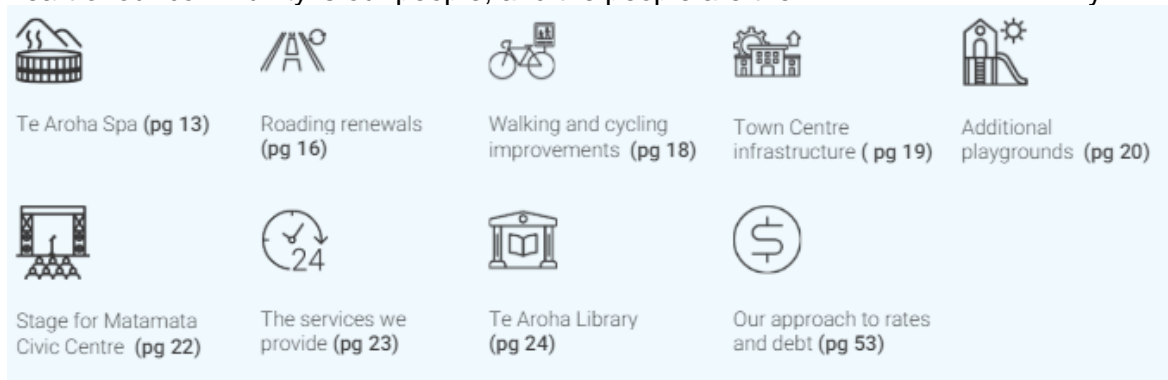 Te Aroha Spa (pg 13)
Roading renewals
(pg 16)
Walking and cycling
improvements (pg 18)
Town Centre
infrastructure ( pg 19)
Additional
playgrounds (pg 20)
24
Stage for Matamata
Civic Centre (pg 22)
The services we
provide (pg 23)
Te Aroha Library
(pg 24)
Our approach to rates
and debt (pg 53)